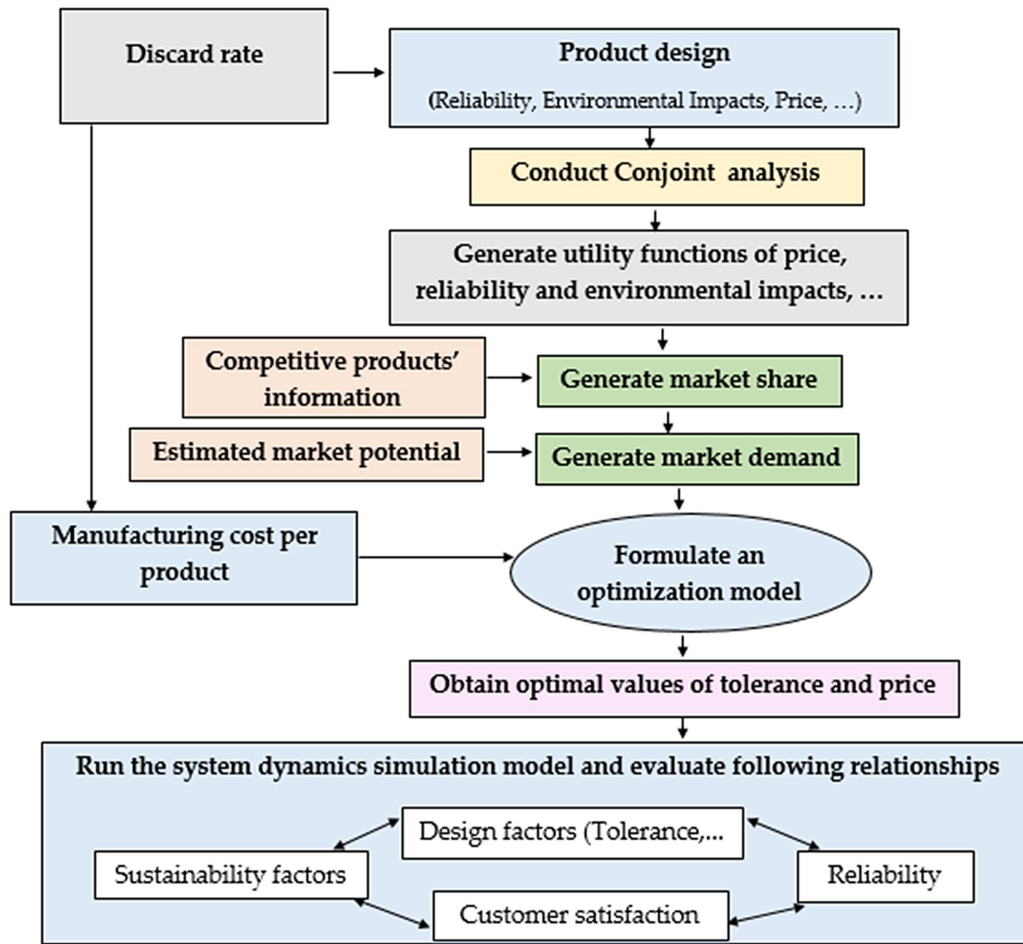 Discard rate
Product design
(Reliability, Environmental Impacts, Price, …)
Conduct Conjoint analysis
Generate utility functions of price,
reliability and environmental impacts, …
Competitive products’
information
Generate market share
Estimated market potential
Generate market demand
Manufacturing cost per
product
Formulate an
optimization model
Obtain optimal values of tolerance and price
Run the system dynamics simulation model and evaluate following relationships
Design factors (Tolerance,...
Sustainability factors
Reliability
Customer satisfaction